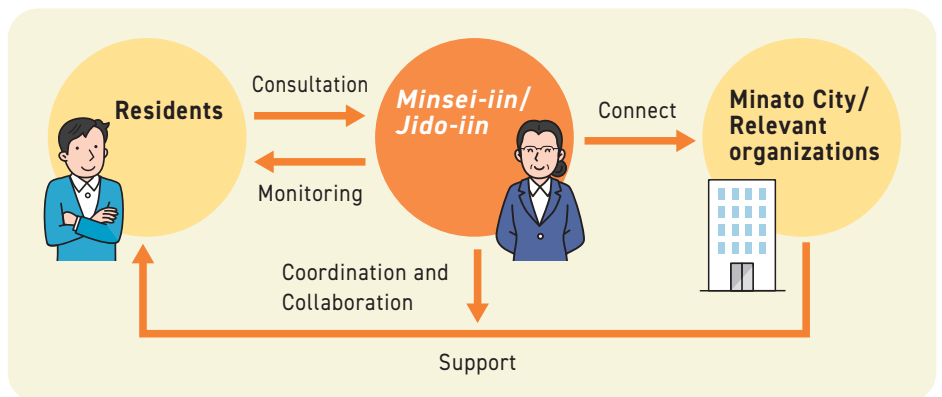 Residents
Consultation
Monitoring
Minsei-iin/
Jido-iin
Connect
Minato City/
Relevant
organizations
Coordination and
Collaboration
Support